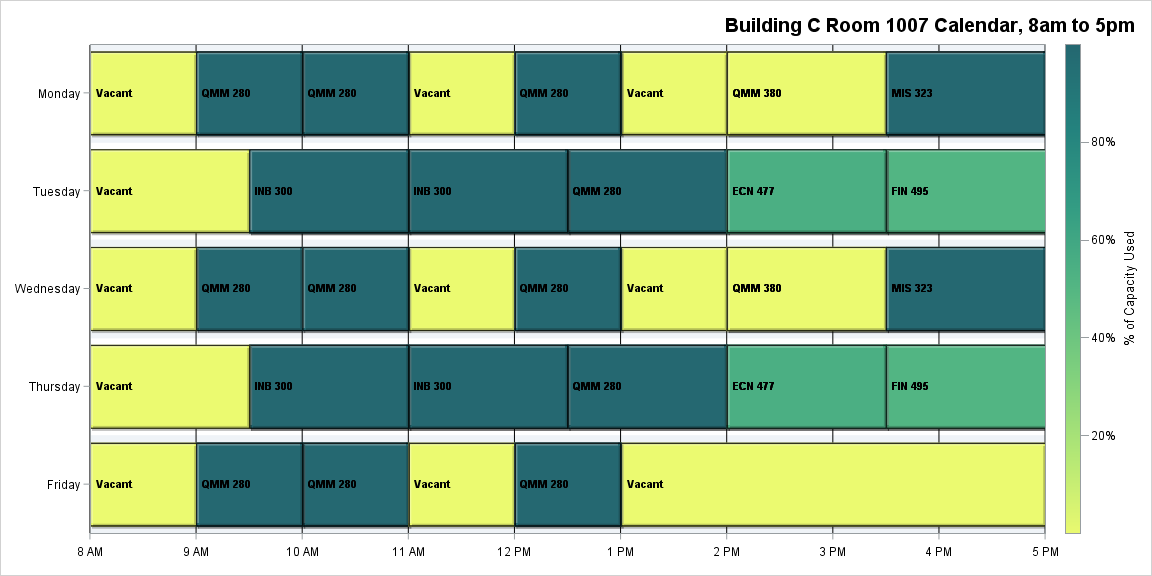 Building C Room 1007 Calendar, 8am to 5pm
Monday
Vacant
QMM 280
QMM 280
Vacant
QMM 280
Vacant
QMM 380
MIS 323
Tuesday
Vacant
INB 300
INB 300
QMM 280
ECN 477
FIN 495
Wednesday
Vacant
QMM 280
QMM 280
Vacant
QMM 280
Vacant
QMM 380
MIS 323
Thursday
Vacant
INB 300
INB 300
QMM 280
ECN 477
FIN 495
Friday
Vacant
QMM 280
QMM 280
Vacant
QMM 280
Vacant
8 AM
9 AM
10 AM
11 AM
12 PM
1 PM
2 PM
3 PM
4 PM
5 PM
80%
60%
40%
20%
% of Capacity Used